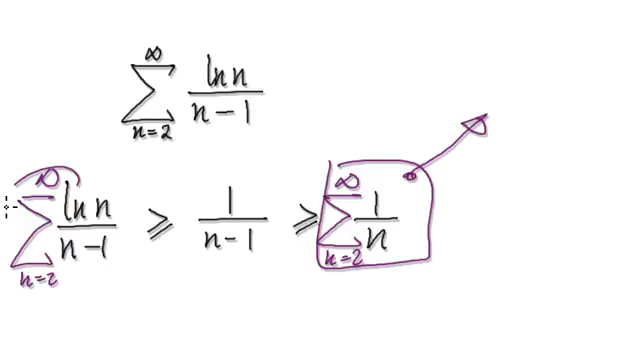 ∞ ∑ n=2 ln n / n − 1
∞ ∑ n=2 ln n / n − 1 ≥ 1 / n − 1 ≥ ∞ ∑ n=2 1 / n